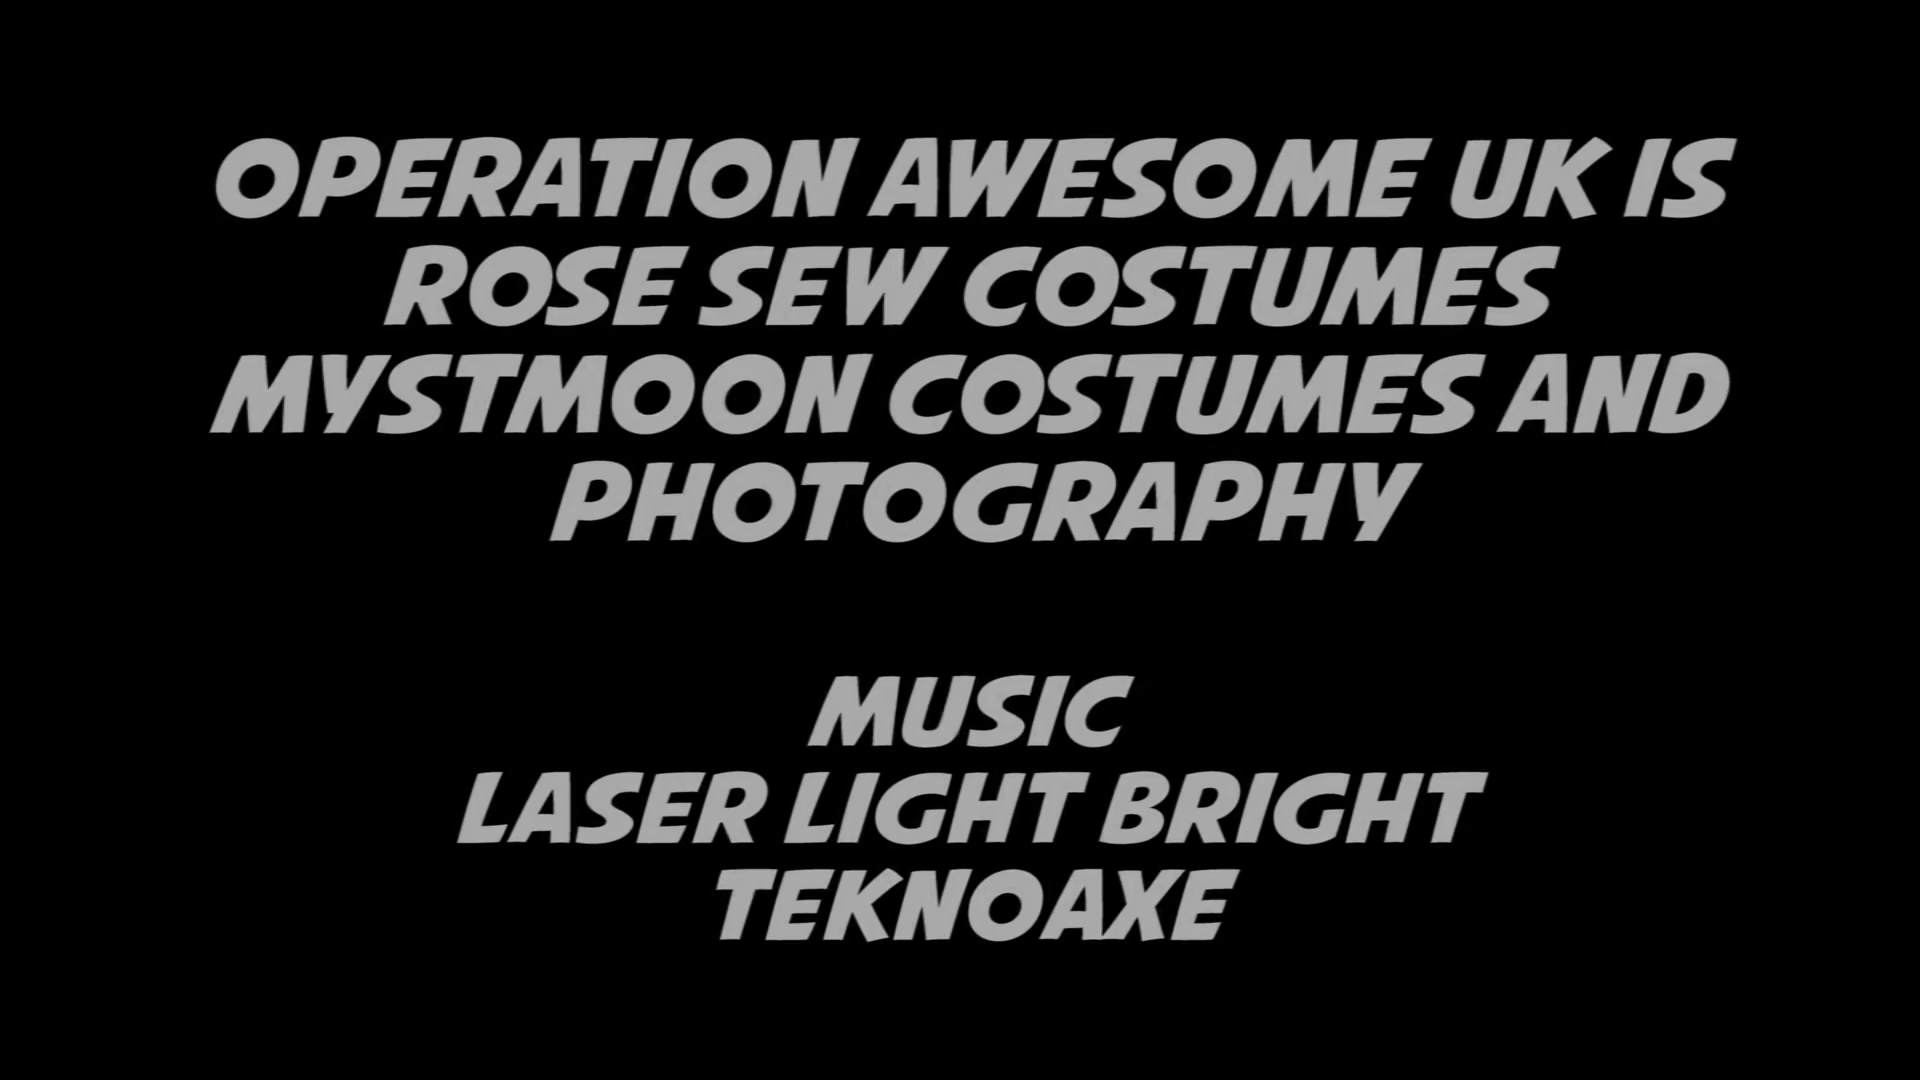 OPERATION AWESOME UK IS
ROSE SEW COSTUMES
MYSTMOON COSTUMES AND
PHOTOGRAPHY
MUSIC
LASER LIGHT BRIGHT
TEKNOAXE